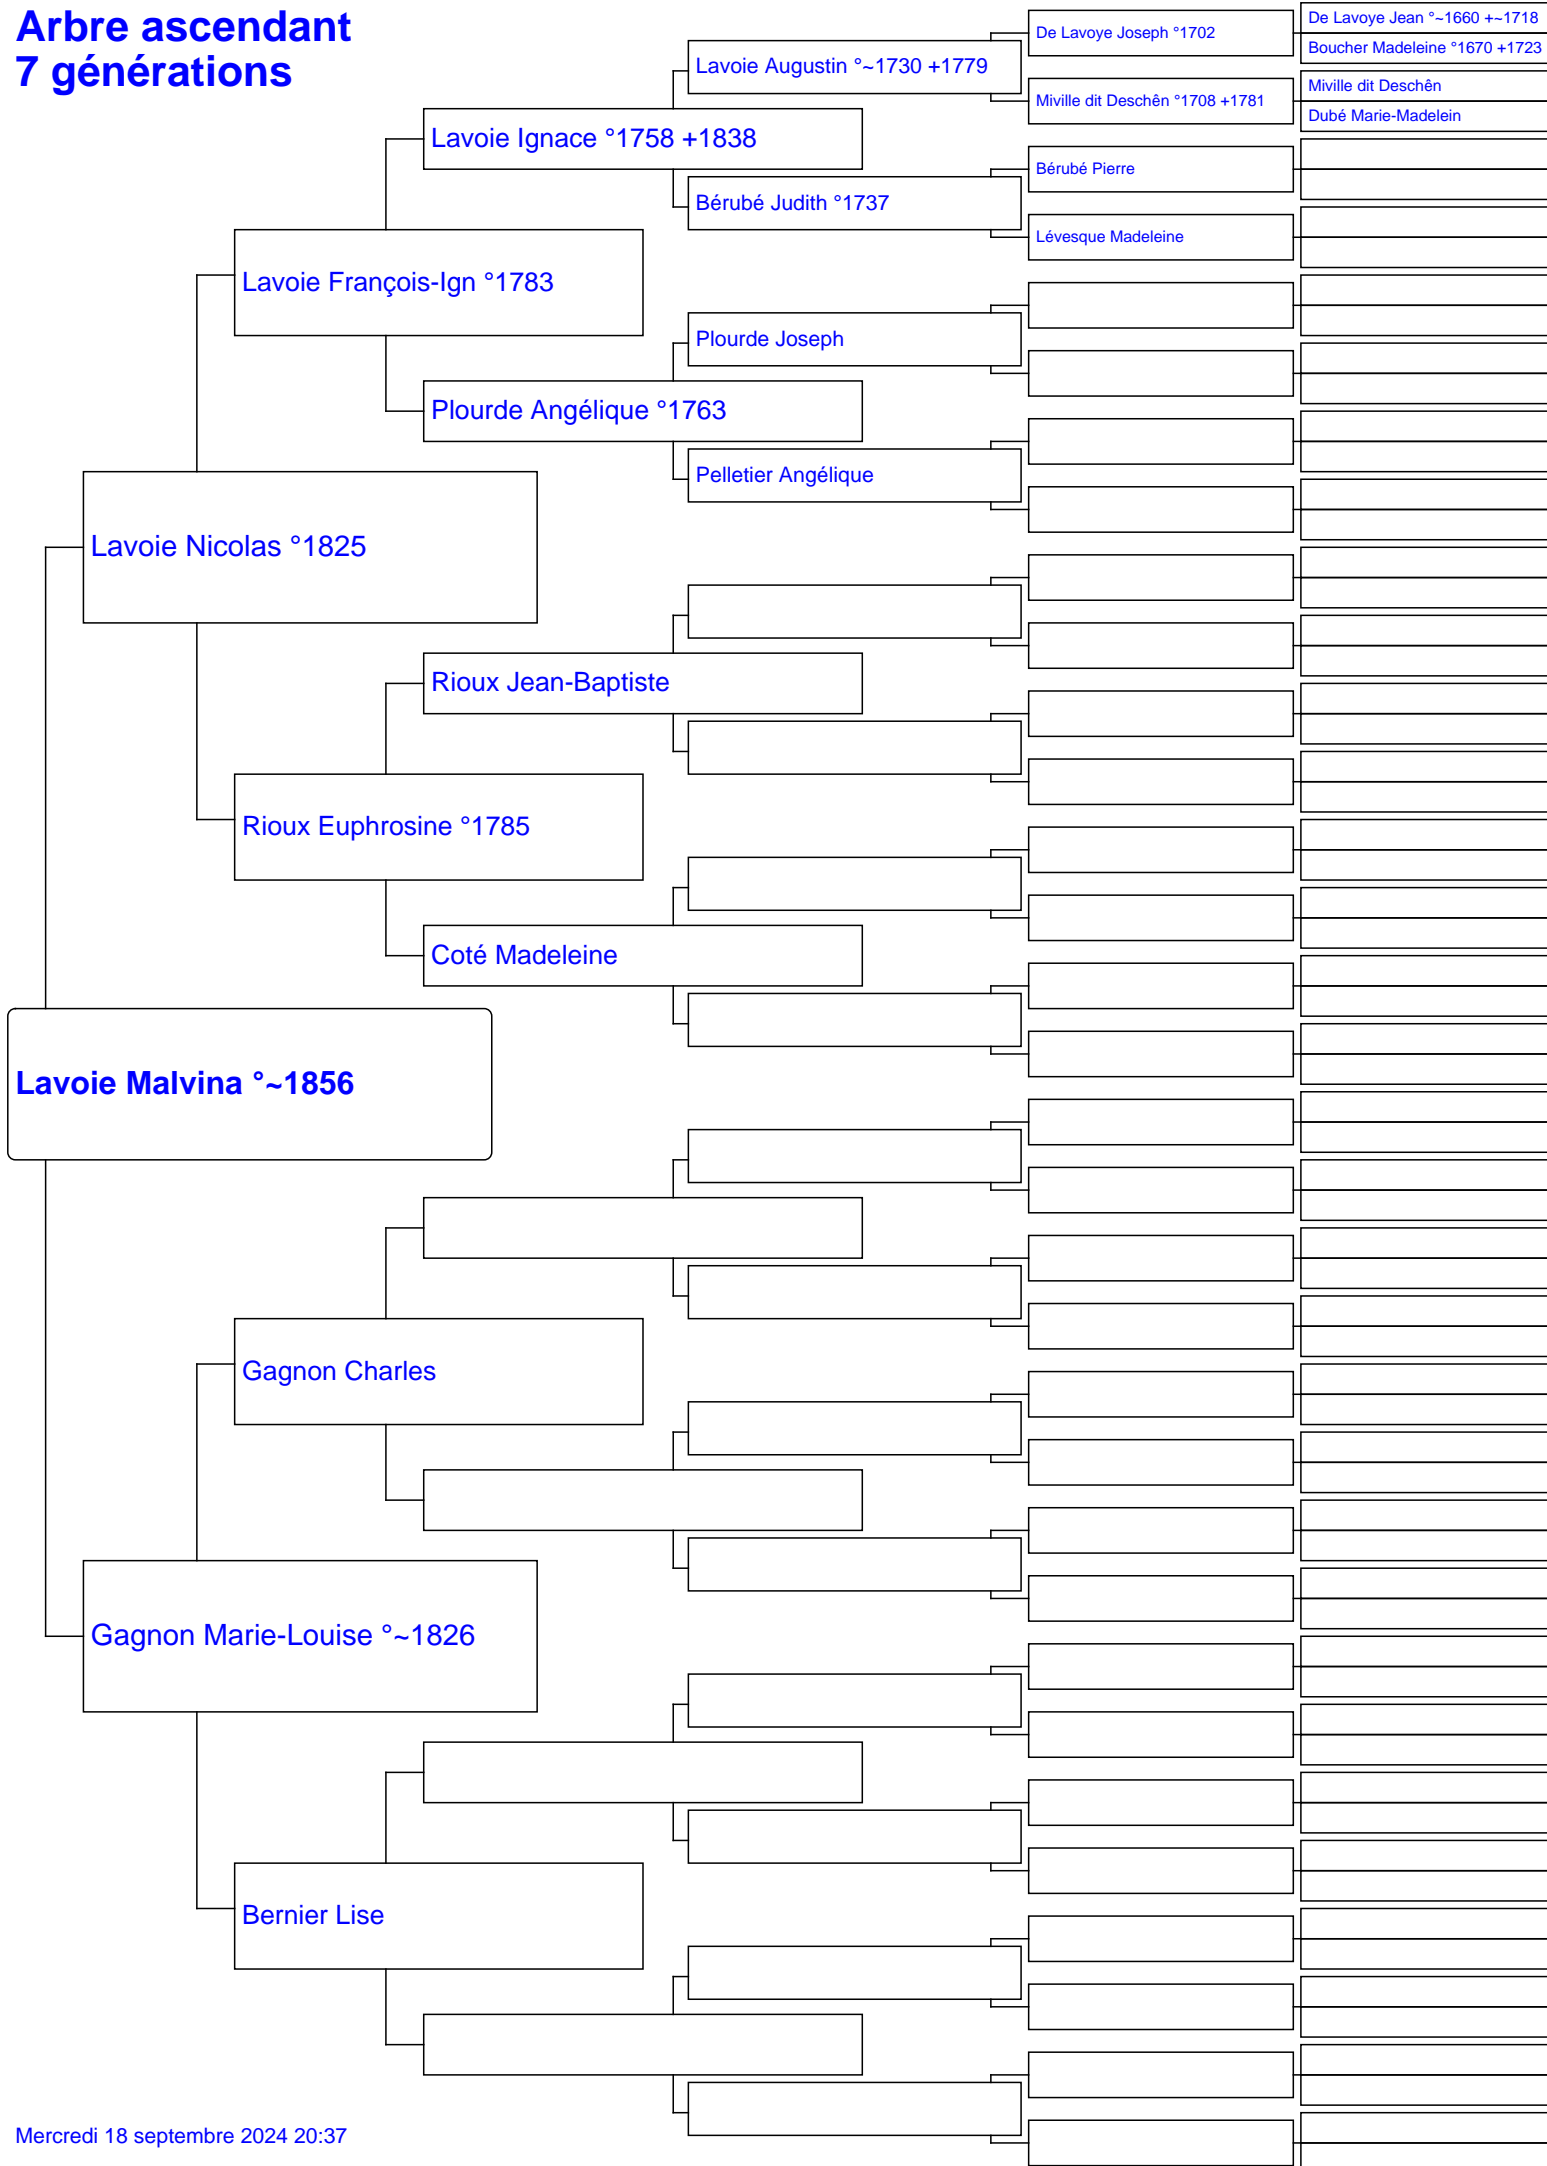 Arbre ascendant
7 générations
De Lavoye Jean °~1660 +~1718
De Lavoye Joseph °1702
Boucher Madeleine °1670 +1723
Lavoie Augustin °~1730 +1779
Miville dit Deschên
Miville dit Deschên °1708 +1781
Dubé Marie-Madelein
Lavoie Ignace °1758 +1838
Bérubé Pierre
Bérubé Judith °1737
Lévesque Madeleine
Lavoie François-Ign °1783
Plourde Joseph
Plourde Angélique °1763
Pelletier Angélique
Lavoie Nicolas °1825
Rioux Jean-Baptiste
Rioux Euphrosine °1785
Coté Madeleine
Lavoie Malvina °~1856
Gagnon Charles
Gagnon Marie-Louise °~1826
Bernier Lise
Mercredi 18 septembre 2024 20:37